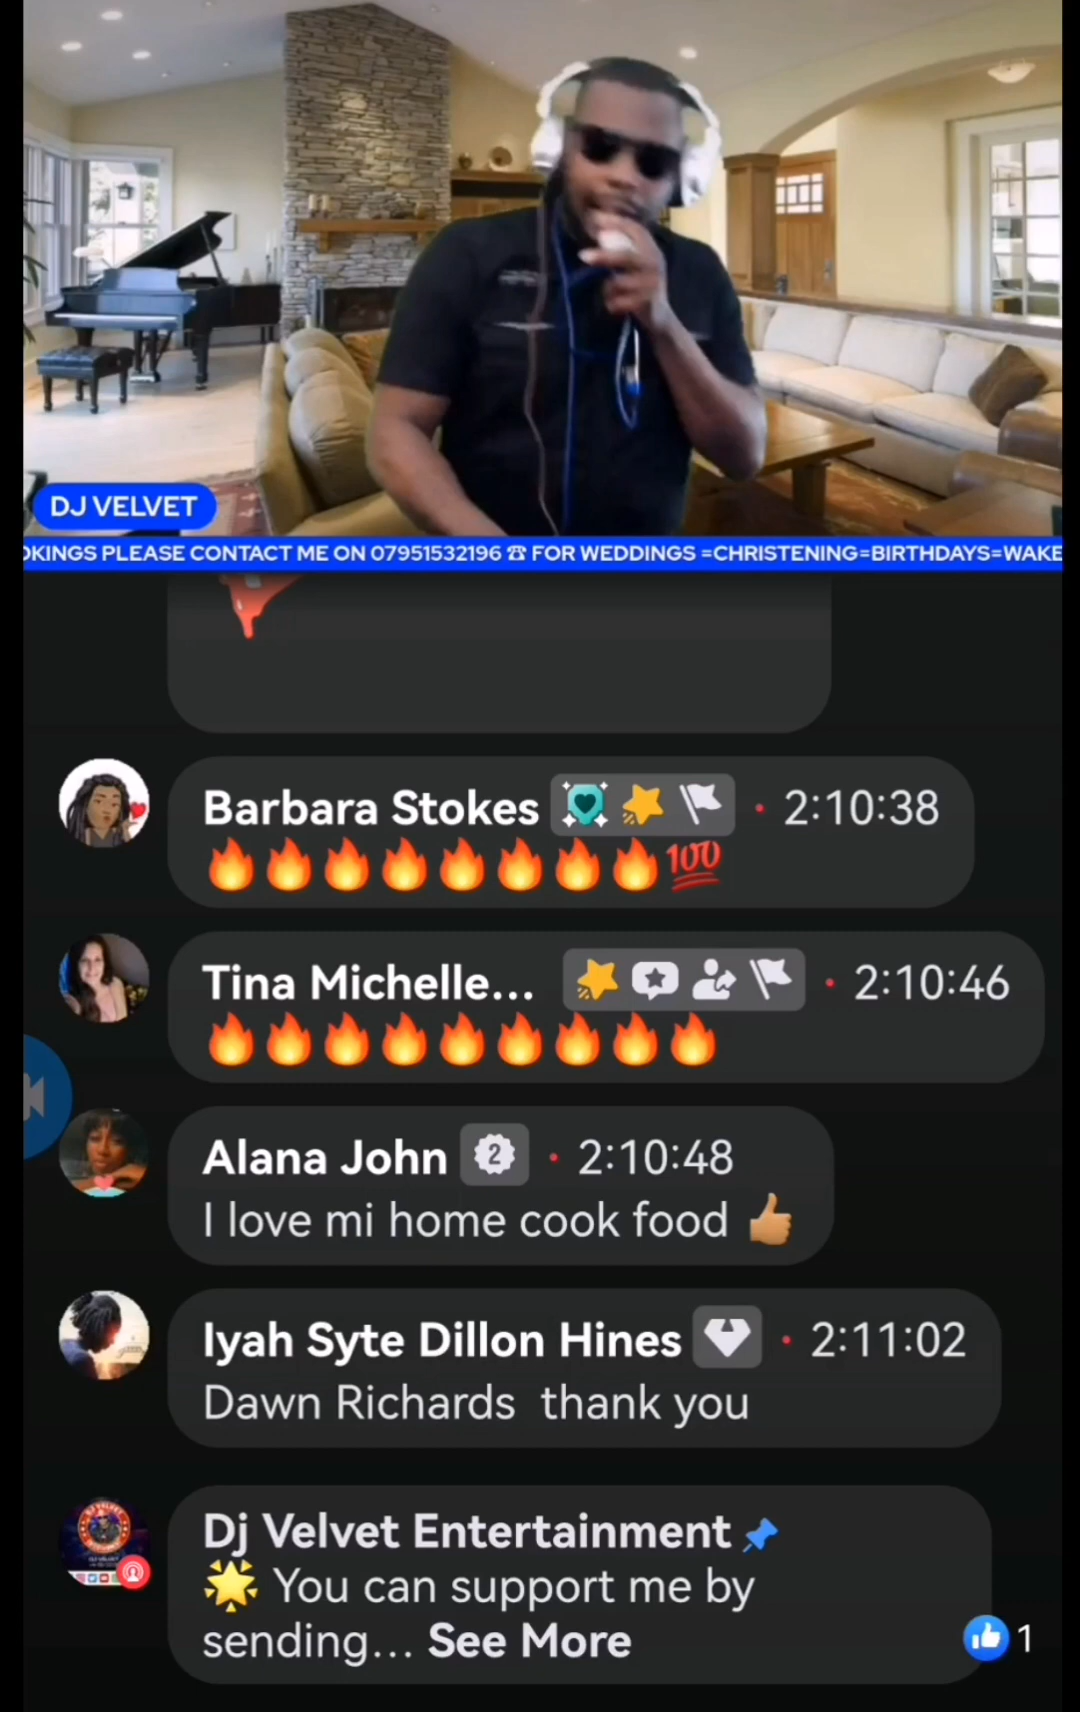 DJ VELVET
OKINGS PLEASE CONTACT ME ON 07951532196 ☎ FOR WEDDINGS =CHRISTENING=BIRTHDAYS=WAKE
Barbara Stokes • 2:10:38
🔥🔥🔥🔥🔥🔥🔥🔥💯
Tina Michelle... • 2:10:46
🔥🔥🔥🔥🔥🔥🔥🔥🔥
Alana John 2 • 2:10:48
I love mi home cook food 👍🏽
Iyah Syte Dillon Hines • 2:11:02
Dawn Richards thank you
Dj Velvet Entertainment 📌
🌟 You can support me by
sending... See More
1